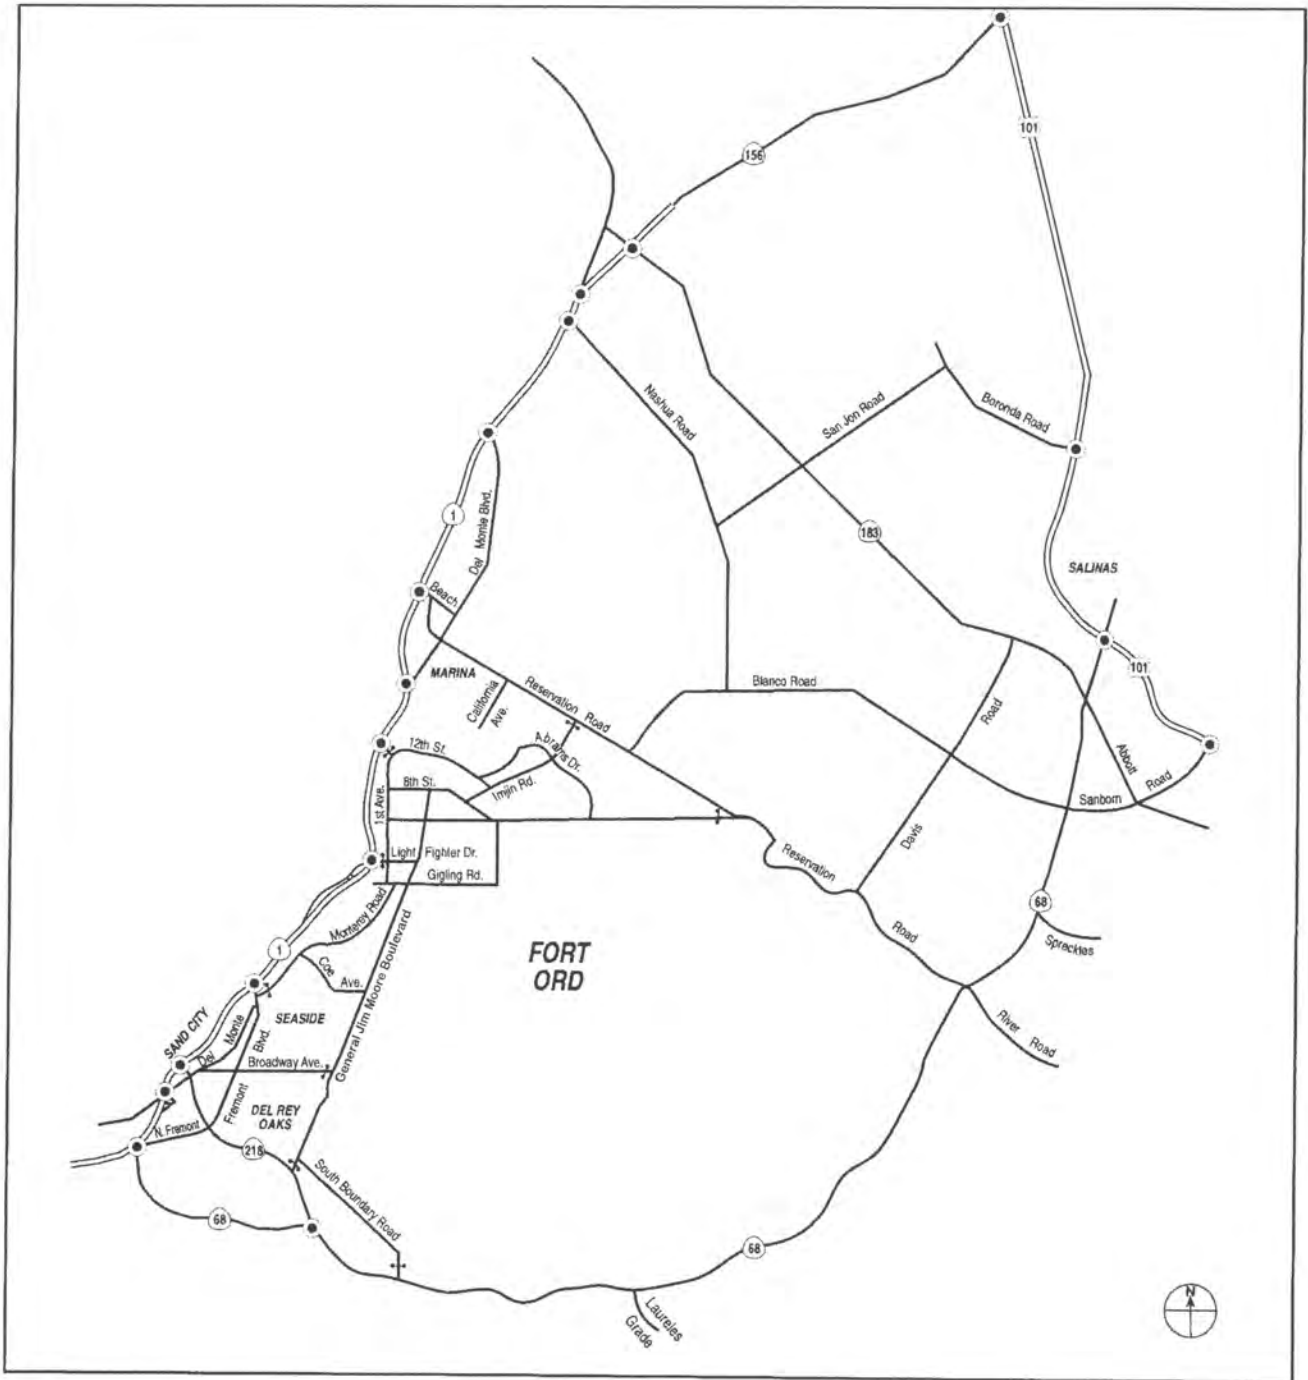 101
156
Nashua Road
San Jon Road
Boronda Road
1
Del Monte Blvd.
183
SALINAS
Beach
MARINA
California
Ave.
Reservation Road
Blanco Road
101
Road
12th St.
Abrams Dr.
Abbott
8th St.
Imjin Rd.
1st Ave.
Sanborn Road
Davis
Light Fighter Dr.
Reservation
Gigling Rd.
68
Monterey Road
Road
Spreckles
1
FORT
ORD
Coe
Ave.
General Jim Moore Boulevard
SAND CITY
SEASIDE
River Road
Del Monte
Blvd.
Broadway Ave.
Fremont
DEL REY
OAKS
N. Fremont
218
South Boundary Road
68
68
N
Laureles
Grade